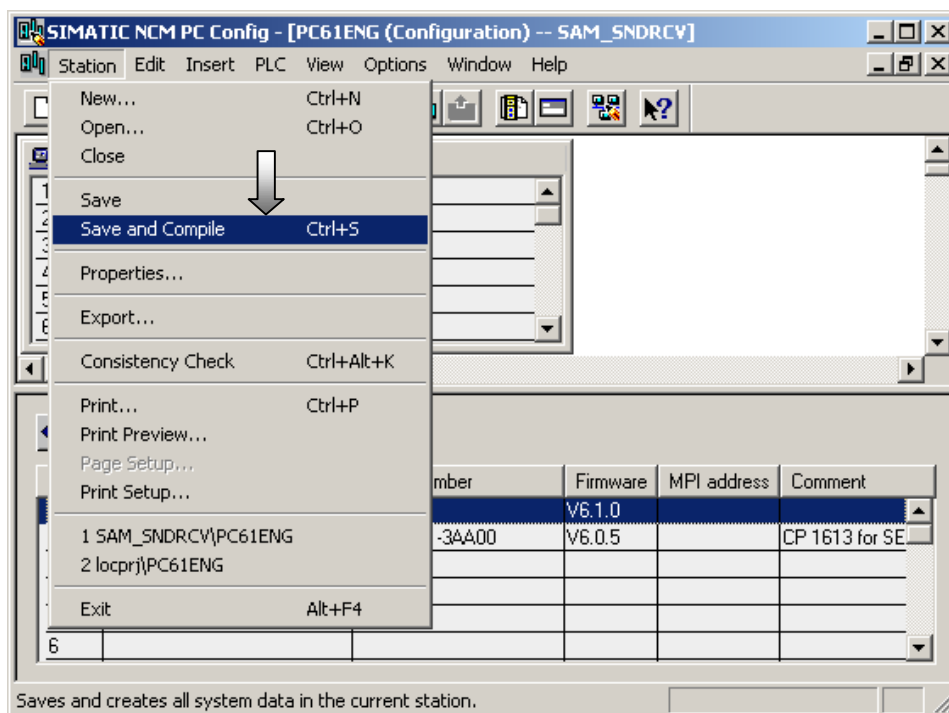 SIMATIC NCM PC Config - [PC61ENG (Configuration) -- SAM_SNDRCV]
Station Edit Insert PLC View Options Window Help
New... Ctrl+N
Open... Ctrl+O
Close
Save
Save and Compile Ctrl+S
Properties...
Export...
Consistency Check Ctrl+Alt+K
Print... Ctrl+P
Print Preview...
Page Setup...
Print Setup...
1 SAM_SNDRCV\PC61ENG
2 locprj\PC61ENG
Exit Alt+F4
mber Firmware MPI address Comment
V6.1.0
-3AA00 V6.0.5 CP 1613 for SE
6
Saves and creates all system data in the current station.